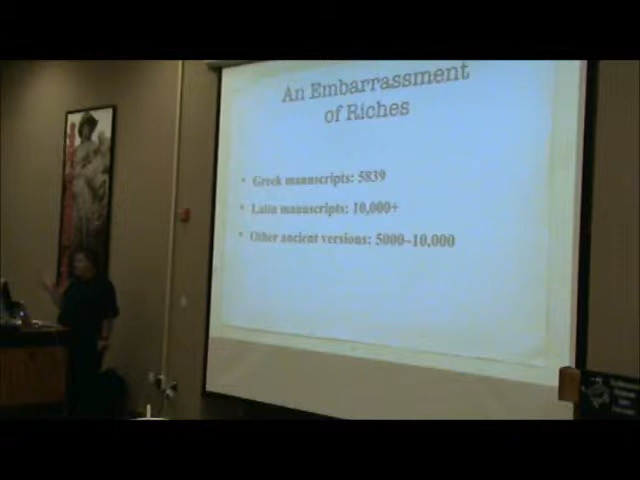 An Embarrassment
of Riches
• Greek manuscripts: 5839
• Latin manuscripts: 10,000+
• Other ancient versions: 5000–10,000